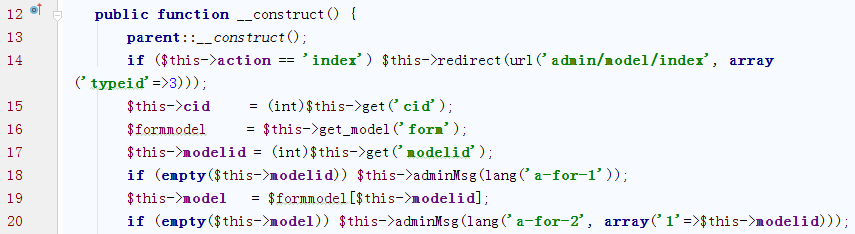 12 public function __construct() {
13 parent::__construct();
14 if ($this->action == 'index') $this->redirect(url('admin/model/index', array
('typeid'=>3)));
15 $this->cid = (int)$this->get('cid');
16 $formmodel = $this->get_model('form');
17 $this->modelid = (int)$this->get('modelid');
18 if (empty($this->modelid)) $this->adminMsg(lang('a-for-1'));
19 $this->model = $formmodel[$this->modelid];
20 if (empty($this->model)) $this->adminMsg(lang('a-for-2', array('1'=>$this->modelid)));